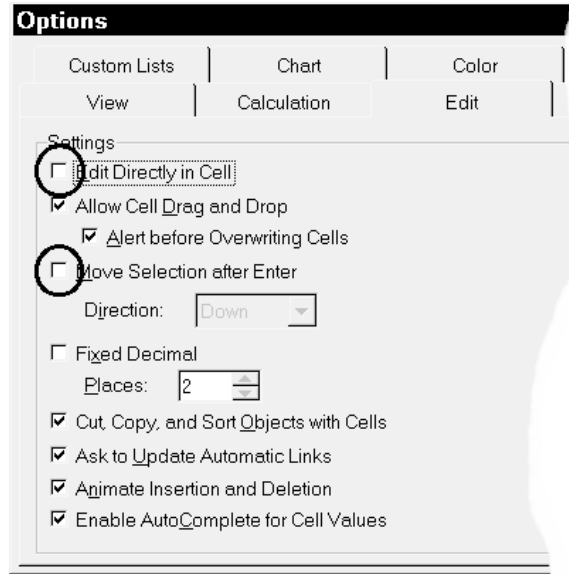 Options
Custom Lists Chart Color
View Calculation Edit
Settings
Edit Directly in Cell
Allow Cell Drag and Drop
Alert before Overwriting Cells
Move Selection after Enter
Direction: Down
Fixed Decimal
Places: 2
Cut, Copy, and Sort Objects with Cells
Ask to Update Automatic Links
Animate Insertion and Deletion
Enable AutoComplete for Cell Values